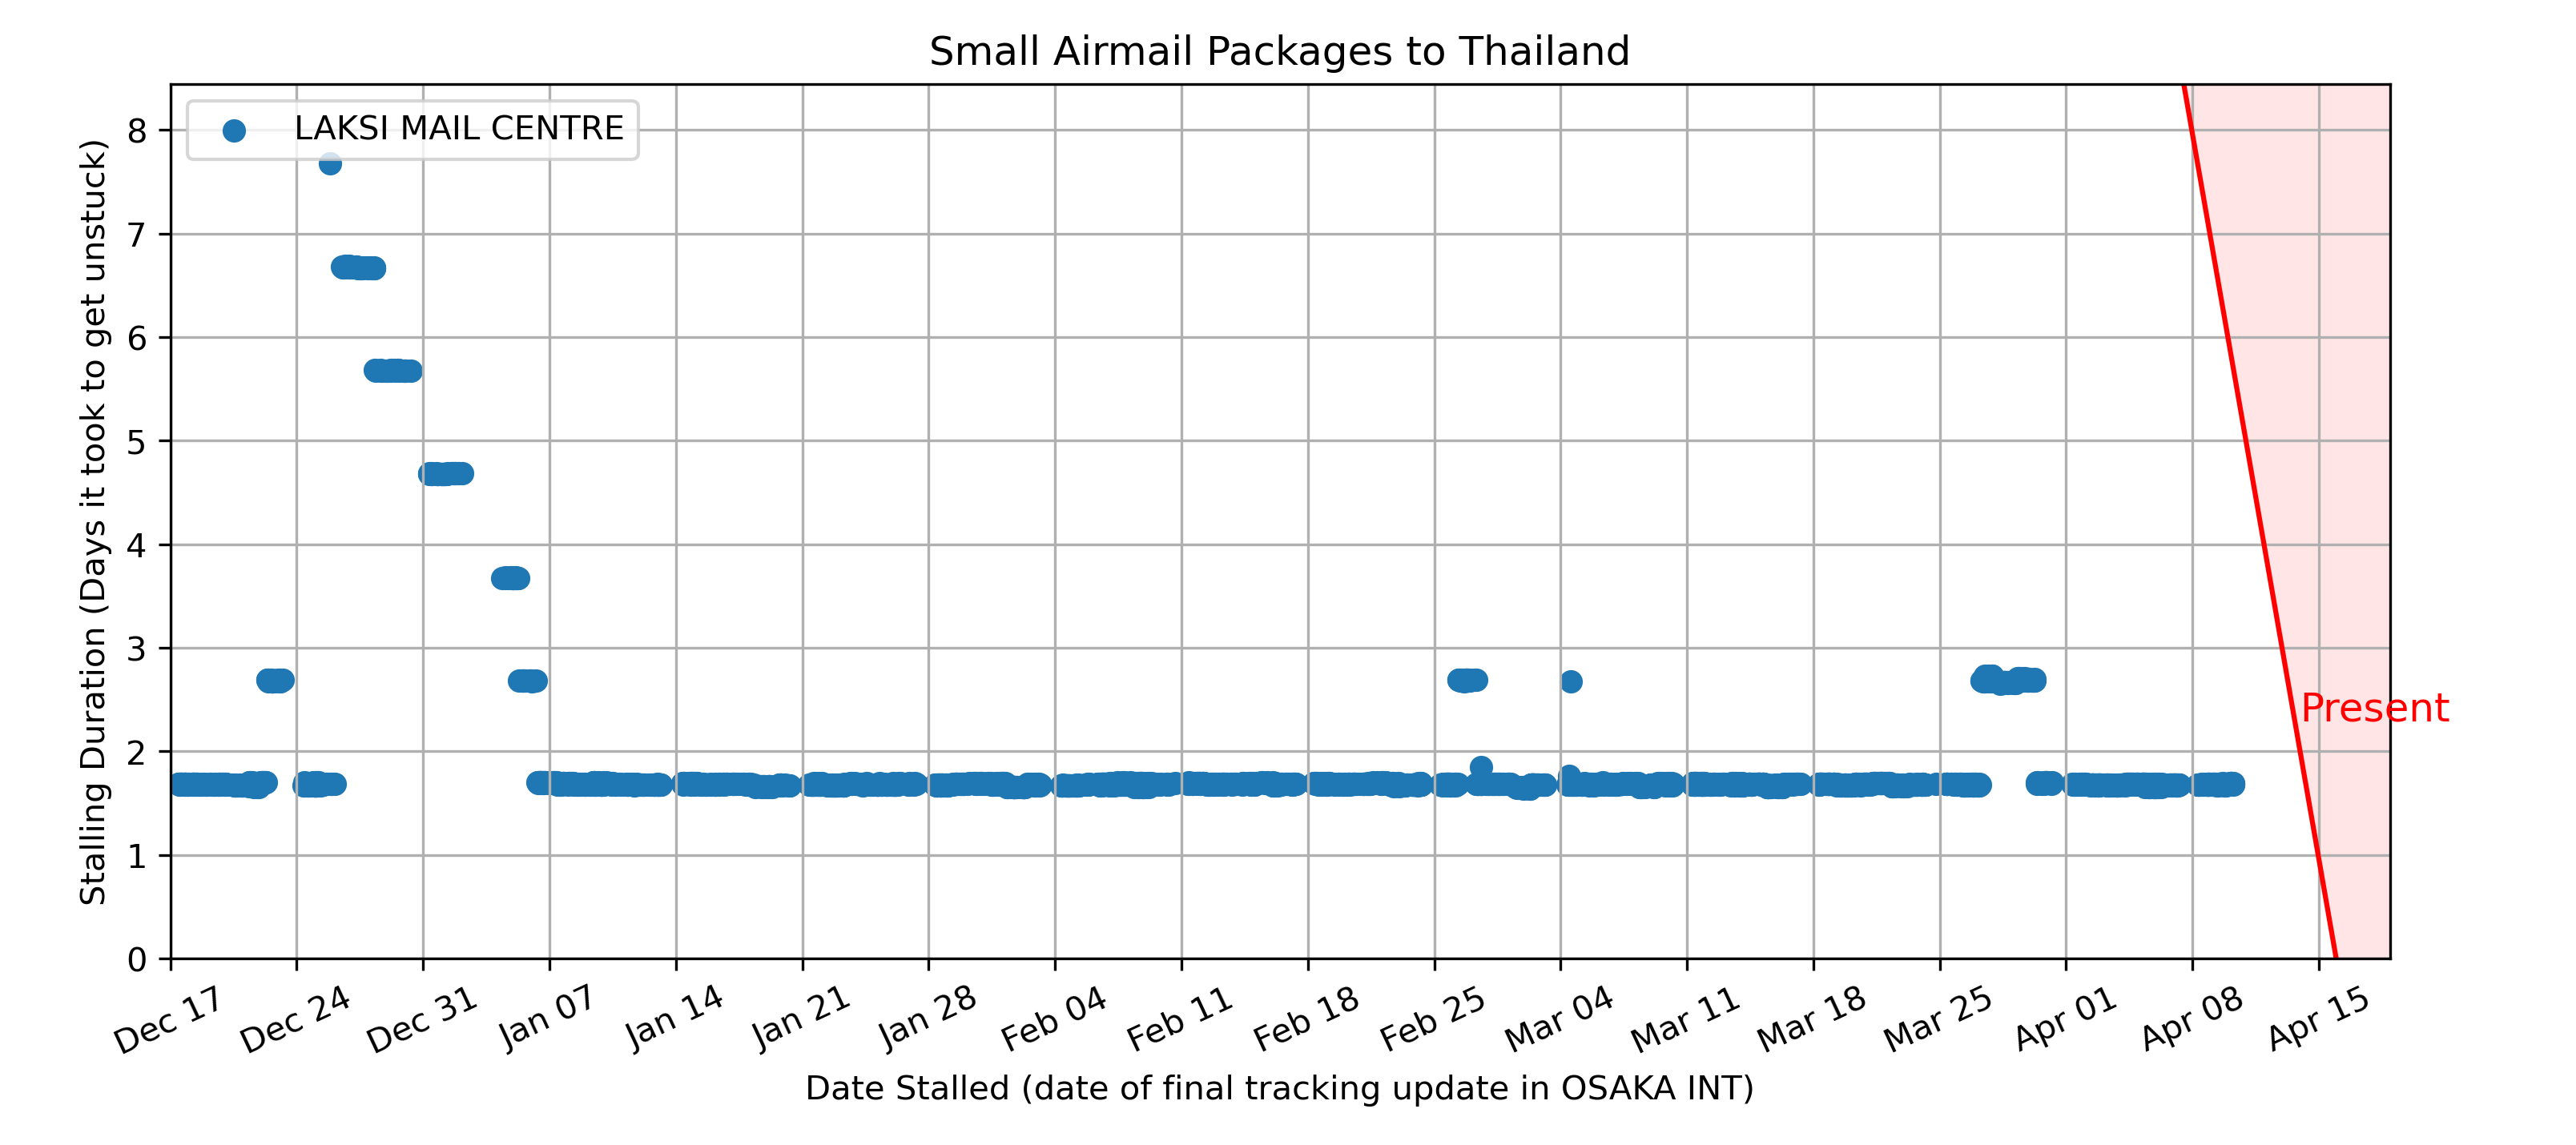 Small Airmail Packages to Thailand
LAKSI MAIL CENTRE
Stalling Duration (Days it took to get unstuck)
8
7
6
5
4
3
2
1
0
Present
Dec 17
Dec 24
Dec 31
Jan 07
Jan 14
Jan 21
Jan 28
Feb 04
Feb 11
Feb 18
Feb 25
Mar 04
Mar 11
Mar 18
Mar 25
Apr 01
Apr 08
Apr 15
Date Stalled (date of final tracking update in OSAKA INT)